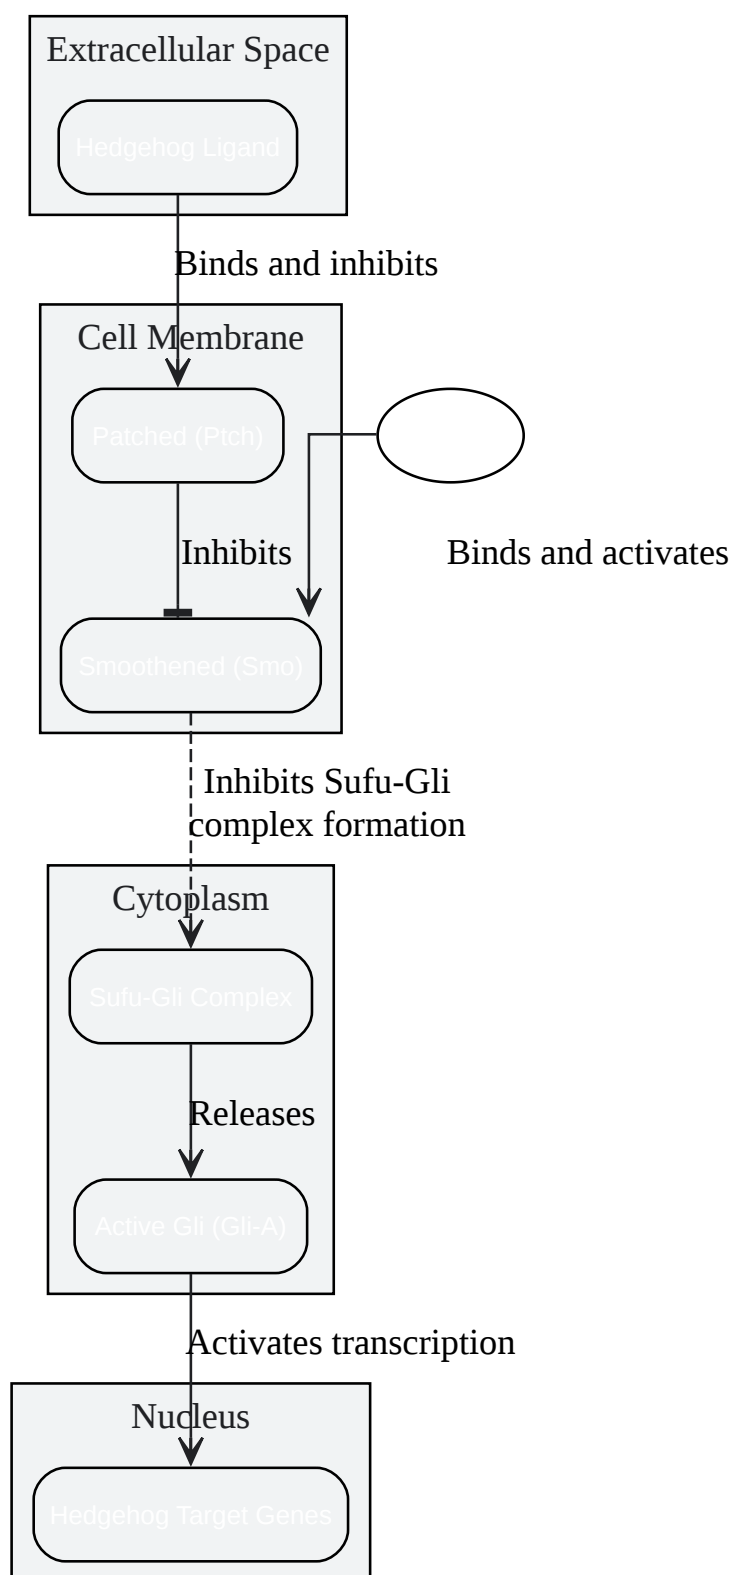 Extracellular Space
Hedgehog Ligand
Binds and inhibits
Cell Membrane
Patched (Ptch)
Inhibits
Binds and activates
Smoothened (Smo)
Inhibits Sufu-Gli
complex formation
Cytoplasm
Sufu-Gli Complex
Releases
Active Gli (Gli-A)
Activates transcription
Nucleus
Hedgehog Target Genes